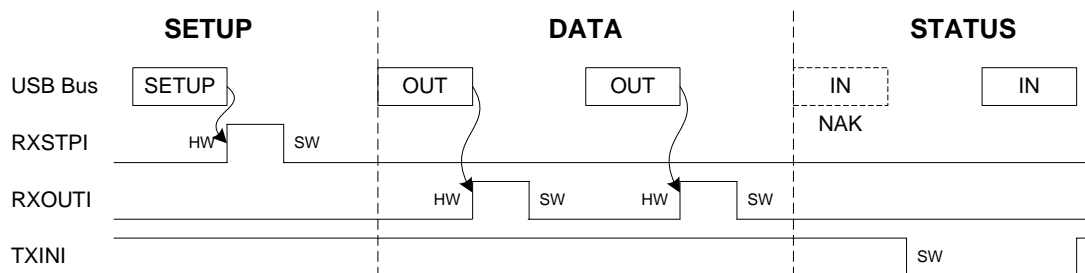 SETUP DATA STATUS
USB Bus SETUP OUT OUT IN IN
NAK
RXSTPI HW SW
RXOUTI HW SW HW SW
TXINI SW